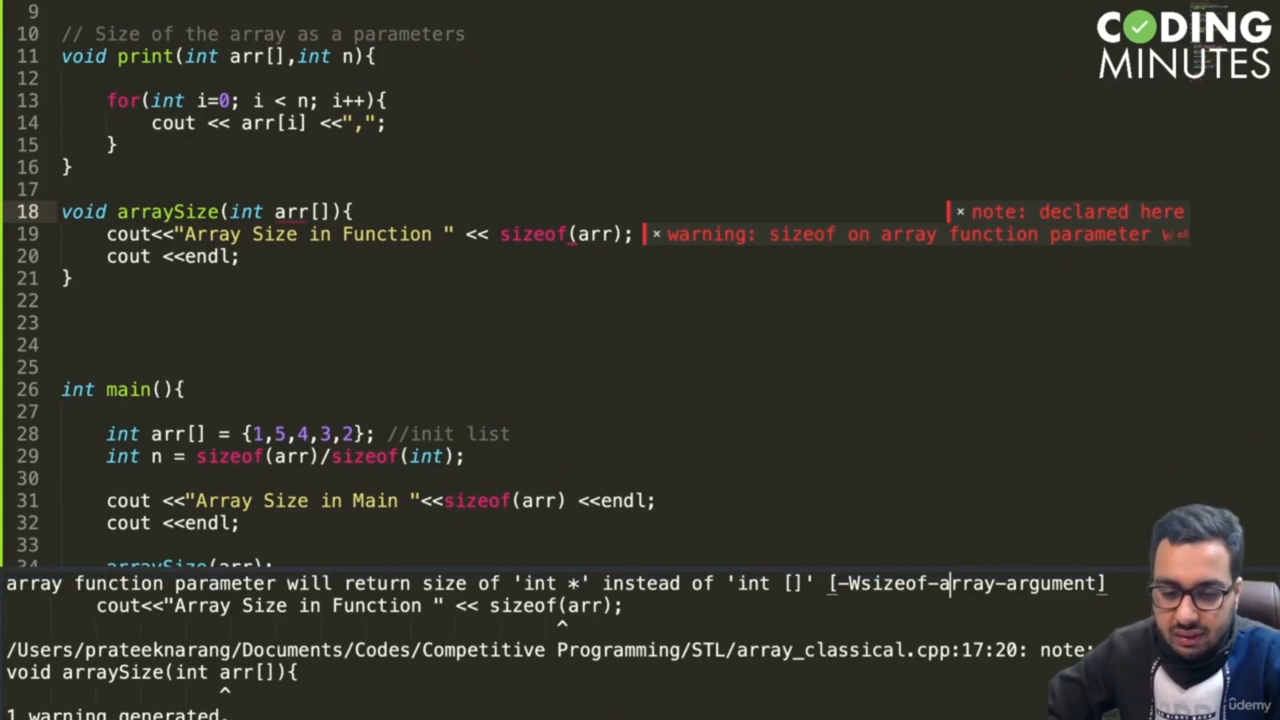 9
10 // Size of the array as a parameters
11 void print(int arr[],int n){
12
13 for(int i=0; i < n; i++){
14 cout << arr[i] <<",";
15 }
16 }
17
18 void arraySize(int arr[]){ × note: declared here
19 cout<<"Array Size in Function " << sizeof(arr); × warning: sizeof on array function parameter w
20 cout <<endl;
21 }
22
23
24
25
26 int main(){
27
28 int arr[] = {1,5,4,3,2}; //init list
29 int n = sizeof(arr)/sizeof(int);
30
31 cout <<"Array Size in Main "<<sizeof(arr) <<endl;
32 cout <<endl;
33
34 arraySize(arr);
array function parameter will return size of 'int *' instead of 'int []' [-Wsizeof-array-argument]
cout<<"Array Size in Function " << sizeof(arr);
^
/Users/prateeknarang/Documents/Codes/Competitive Programming/STL/array_classical.cpp:17:20: note:
void arraySize(int arr[]){
^
1 warning generated.
CODING
MINUTES
udemy